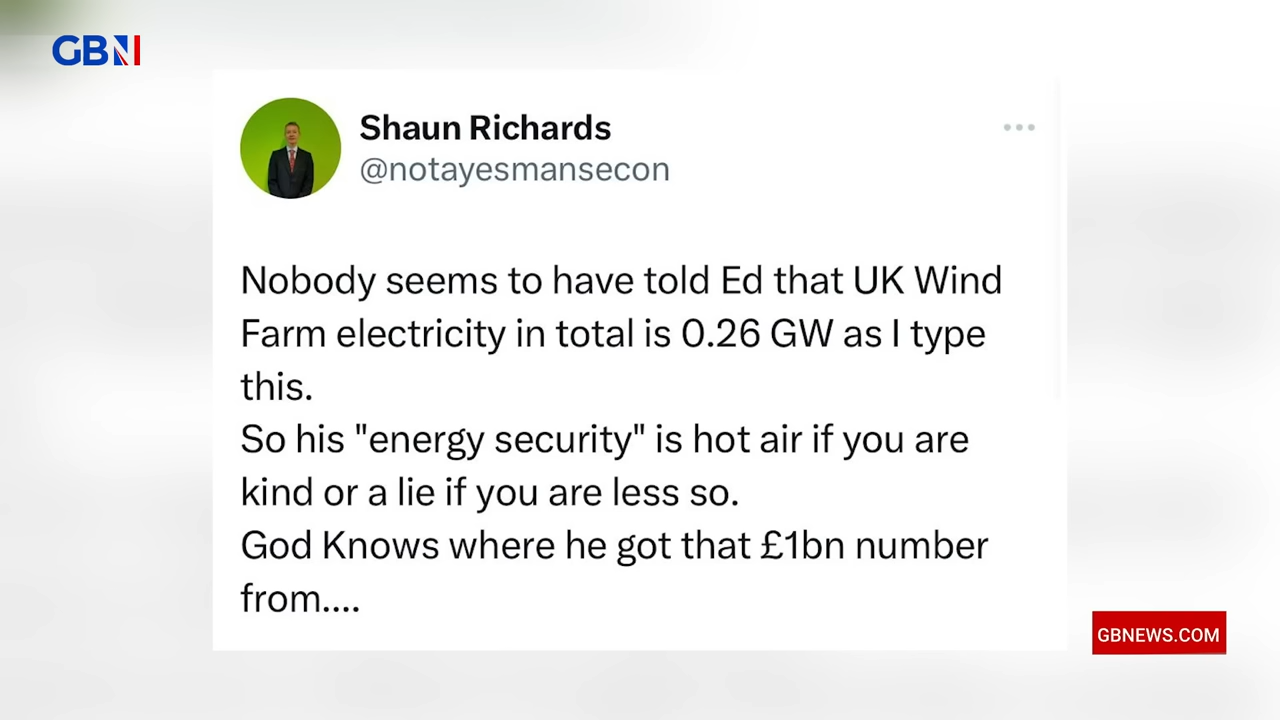 GBN
Shaun Richards
@notayesmansecon
Nobody seems to have told Ed that UK Wind
Farm electricity in total is 0.26 GW as I type
this.
So his "energy security" is hot air if you are
kind or a lie if you are less so.
God Knows where he got that £1bn number
from....
GBNEWS.COM